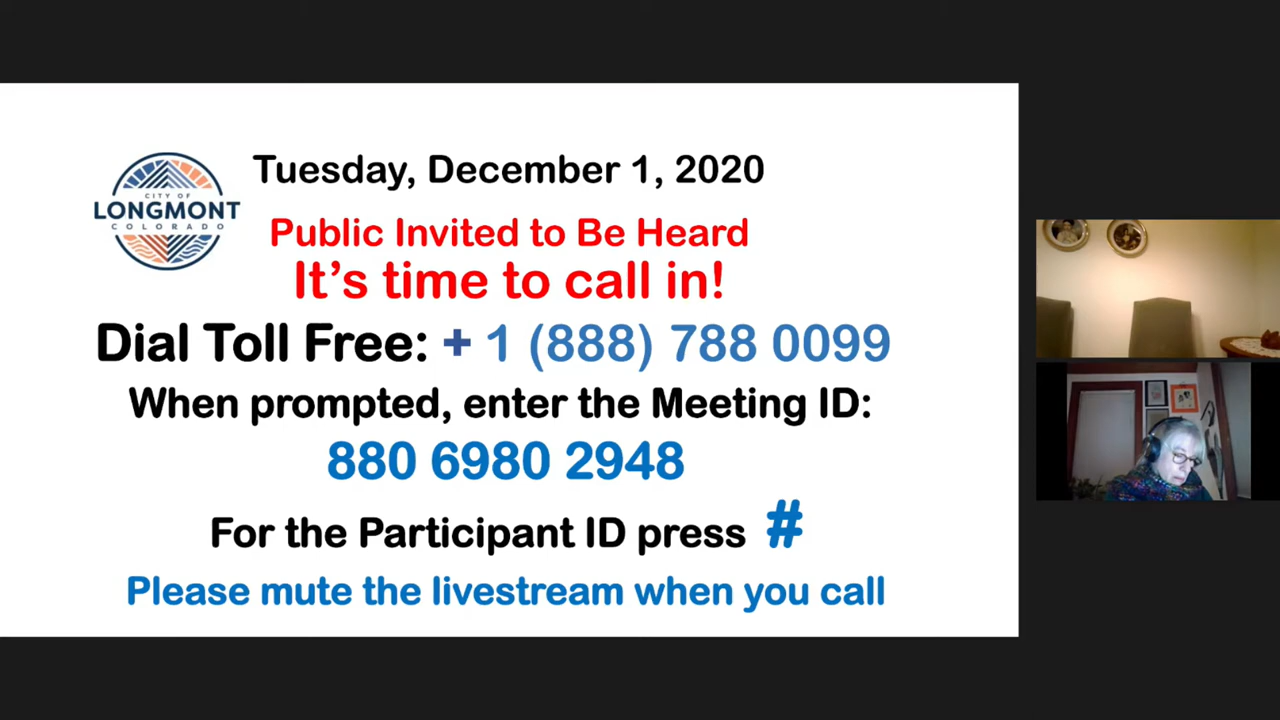 Tuesday, December 1, 2020
CITY OF
LONGMONT
COLORADO
Public Invited to Be Heard
It's time to call in!
Dial Toll Free: + 1 (888) 788 0099
When prompted, enter the Meeting ID:
880 6980 2948
For the Participant ID press #
Please mute the livestream when you call